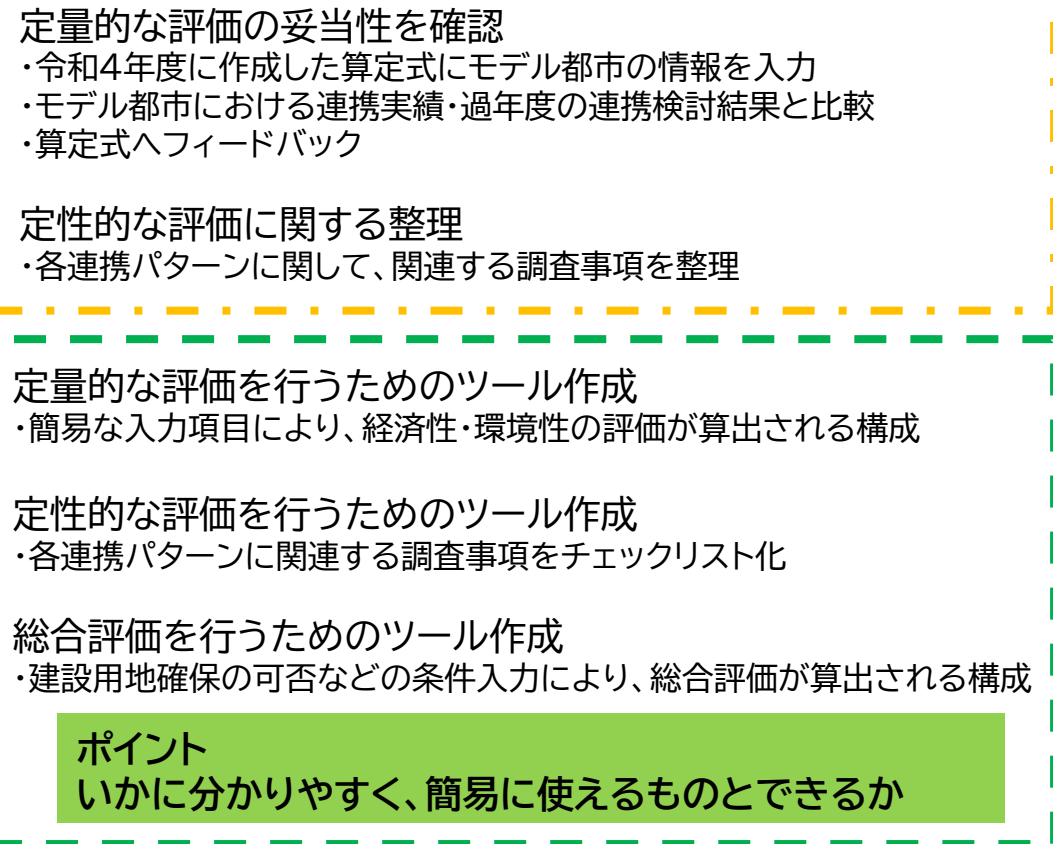 定量的な評価の妥当性を確認
・令和4年度に作成した算定式にモデル都市の情報を入力
・モデル都市における連携実績・過年度の連携検討結果と比較
・算定式へフィードバック
定性的な評価に関する整理
・各連携パターンに関して、関連する調査事項を整理
定量的な評価を行うためのツール作成
・簡易な入力項目により、経済性・環境性の評価が算出される構成
定性的な評価を行うためのツール作成
・各連携パターンに関連する調査事項をチェックリスト化
総合評価を行うためのツール作成
・建設用地確保の可否などの条件入力により、総合評価が算出される構成
ポイント
いかに分かりやすく、簡易に使えるものとできるか